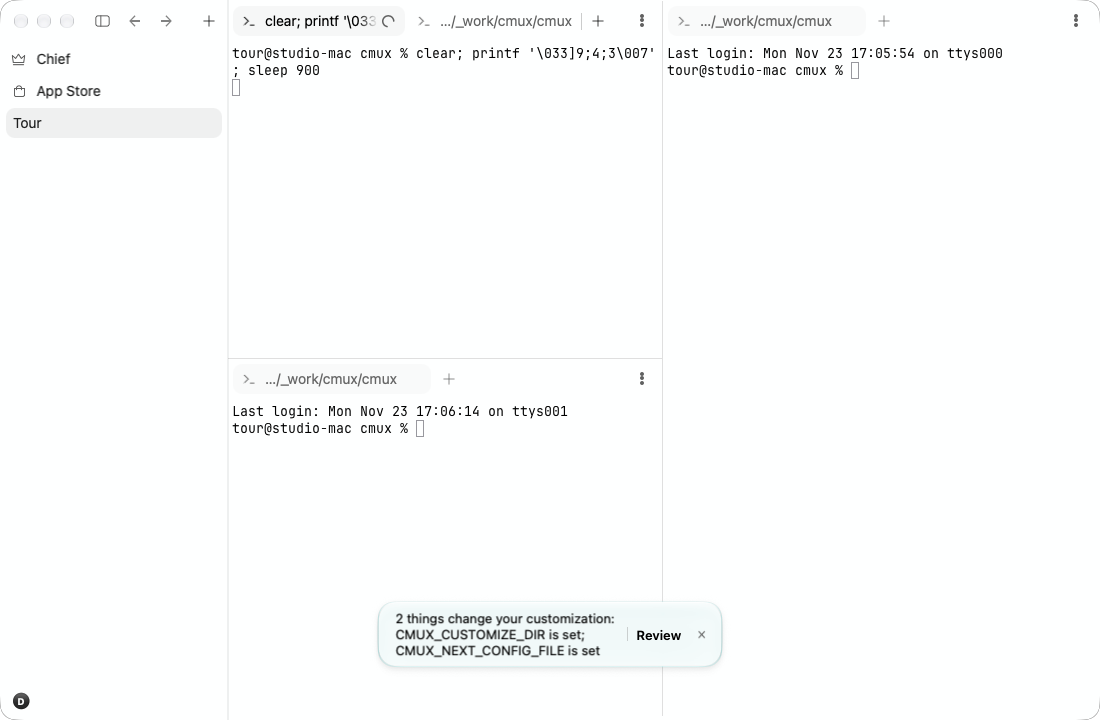 clear; printf '\033
.../_work/cmux/cmux
.../_work/cmux/cmux
Chief
App Store
Tour
tour@studio-mac cmux % clear; printf '\033]9;4;3\007'
; sleep 900
Last login: Mon Nov 23 17:05:54 on ttys000
tour@studio-mac cmux %
.../_work/cmux/cmux
Last login: Mon Nov 23 17:06:14 on ttys001
tour@studio-mac cmux %
2 things change your customization:
CMUX_CUSTOMIZE_DIR is set;
CMUX_NEXT_CONFIG_FILE is set
Review
D